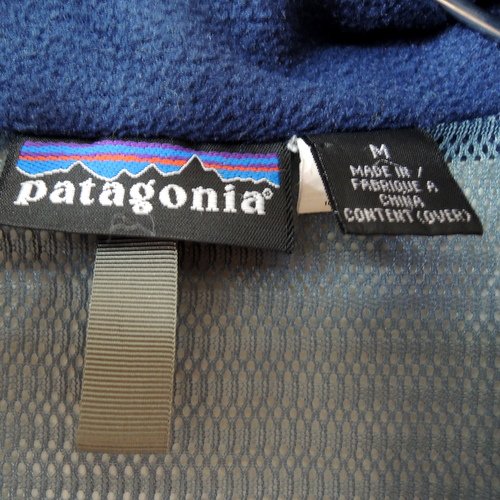 patagonia®
M
MADE IN /
FABRIQUE A
CHINA
CONTENT (OVER)